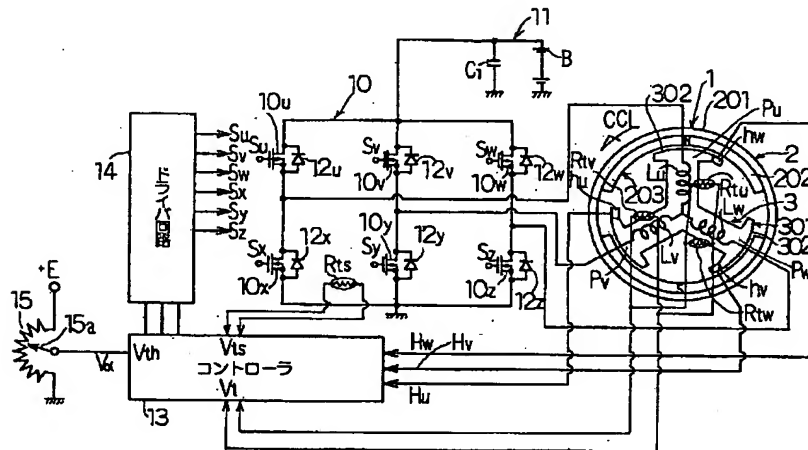 11
B
C1
10
10u
Su
Sv
Sw
Sx
Sy
Sz
14
ドライバ回路
Su
12u
Sv
10v
12v
Sw
10w
12w
Sx
10x
12x
Sy
10y
12y
Sz
10z
12z
Rts
1
302
201
Pu
CCL
hw
2
Rtv
Lu
Rtu
202
hu
203
Lw
3
301
304
Pv
Lv
Pw
hv
Rtw
+E
15
15a
Vα
Vth
Vts
コントローラ
Vt
13
Hw
Hv
Hu